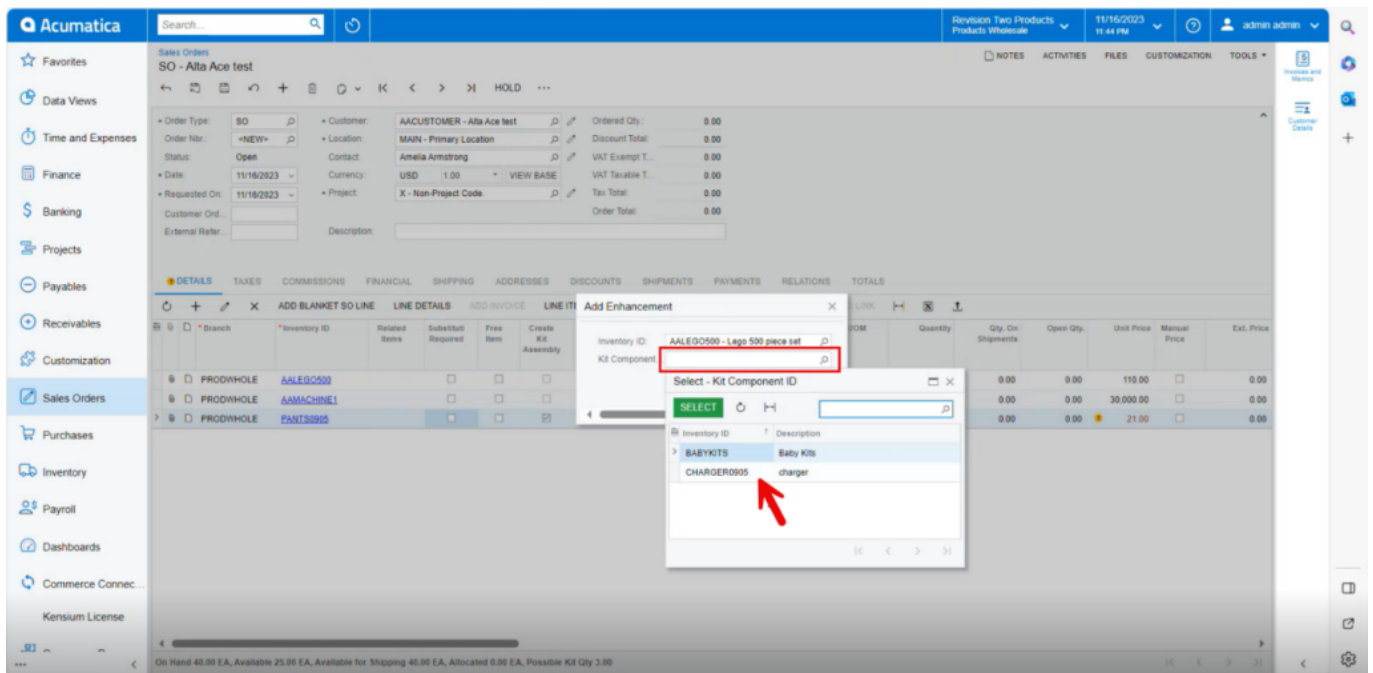 Acumatica
Search...
Revision Two Products
Products Wholesale
11/16/2023
11:44 PM
admin admin
Favorites
Data Views
Time and Expenses
Finance
Banking
Projects
Payables
Receivables
Customization
Sales Orders
Purchases
Inventory
Payroll
Dashboards
Commerce Connec...
Kensium License
Sales Orders
SO - Alta Ace test
NOTES ACTIVITIES FILES CUSTOMIZATION TOOLS
HOLD
Order Type: SO Customer: AACUSTOMER - Alta Ace test Ordered Qty.: 0.00
Order Nbr.: <NEW> Location: MAIN - Primary Location Discount Total: 0.00
Status: Open Contact: Amelia Armstrong VAT Exempt T... 0.00
Date: 11/16/2023 Currency: USD 1.00 VIEW BASE VAT Taxable T... 0.00
Requested On: 11/16/2023 Project: X - Non-Project Code. Tax Total: 0.00
Customer Ord... Order Total: 0.00
External Refer... Description:
DETAILS TAXES COMMISSIONS FINANCIAL SHIPPING ADDRESSES DISCOUNTS SHIPMENTS PAYMENTS RELATIONS TOTALS
ADD BLANKET SO LINE LINE DETAILS ADD INVOICE LINE ITE LINK
Branch *Inventory ID Related Items Substituti Required Free Item Create Kit Assembly UOM Quantity Qty. On Shipments Open Qty. Unit Price Manual Price Ext. Price
PRODWHOLE AALEGO500 0.00 0.00 110.00 0.00
PRODWHOLE AAMACHINE1 0.00 0.00 30,000.00 0.00
PRODWHOLE PANTS0905 0.00 0.00 21.00 0.00
Add Enhancement
Inventory ID: AALEGO500 - Lego 500 piece set
Kit Component
Select - Kit Component ID
SELECT
Inventory ID Description
BABYKITS Baby Kits
CHARGER0905 charger
On Hand 40.00 EA, Available 25.00 EA, Available for Shipping 40.00 EA, Allocated 0.00 EA, Possible Kit Qty 3.00
Invoices and
Memos
Customer
Details